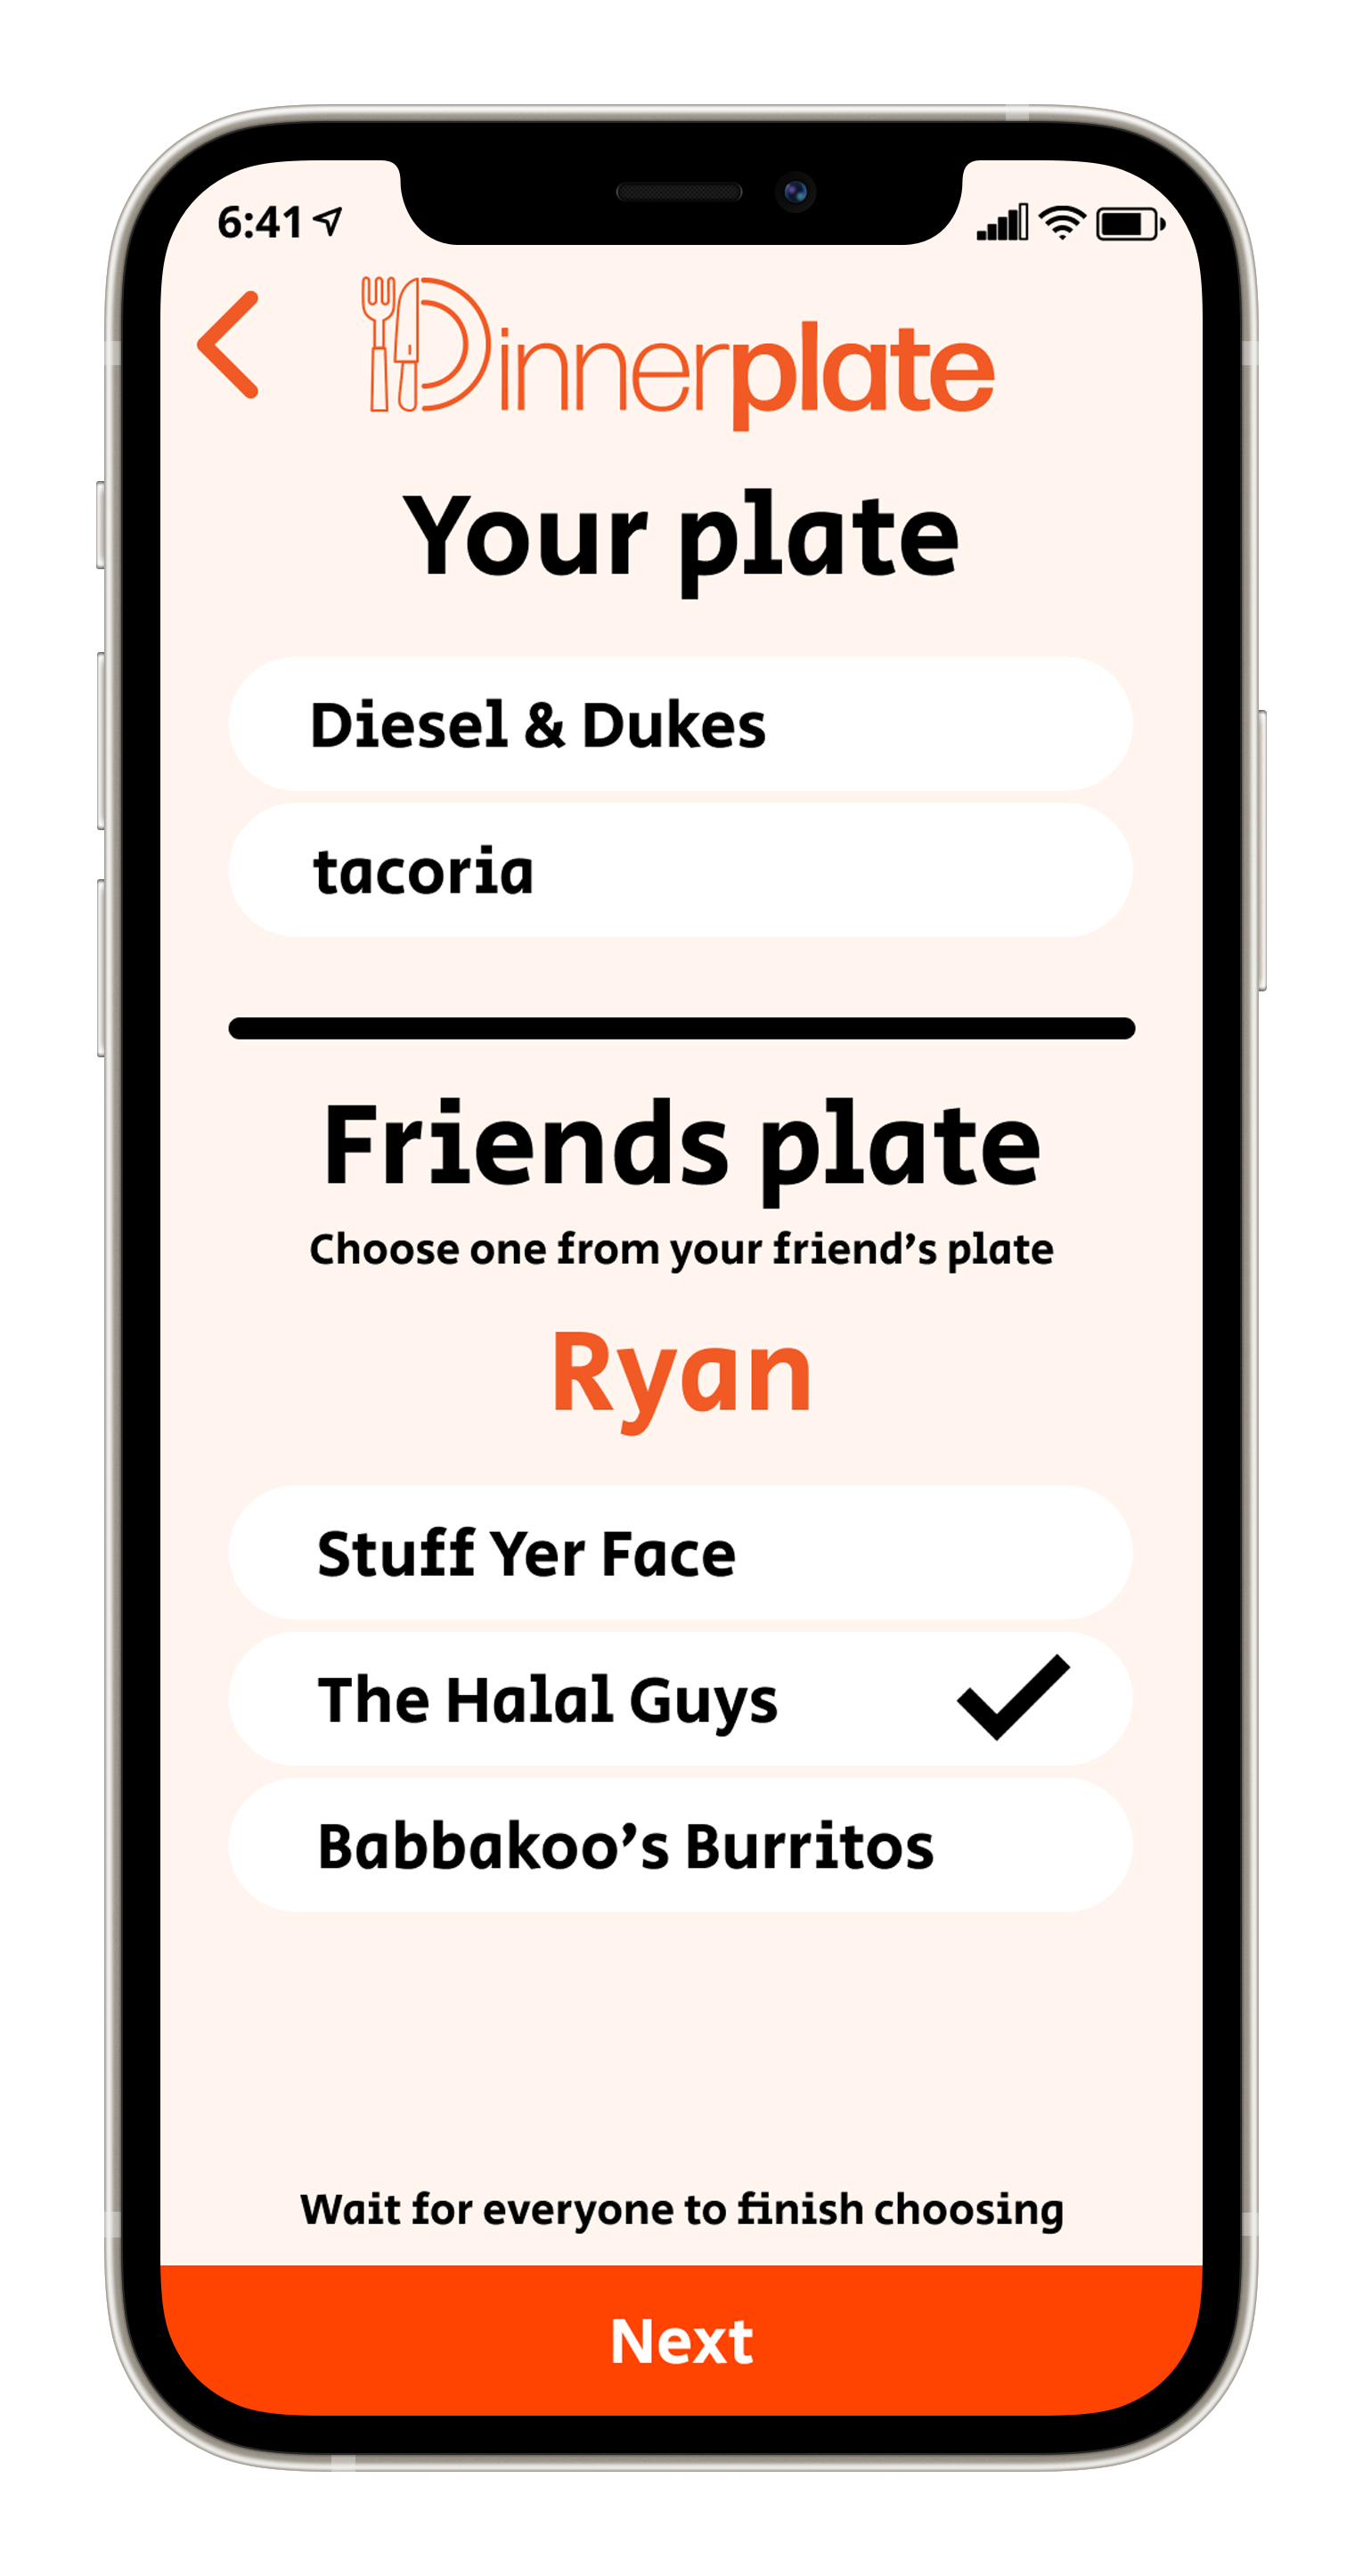 6:41
Dinnerplate
Your plate
Diesel & Dukes
tacoria
Friends plate
Choose one from your friend’s plate
Ryan
Stuff Yer Face
The Halal Guys
Babbakoo’s Burritos
Wait for everyone to finish choosing
Next